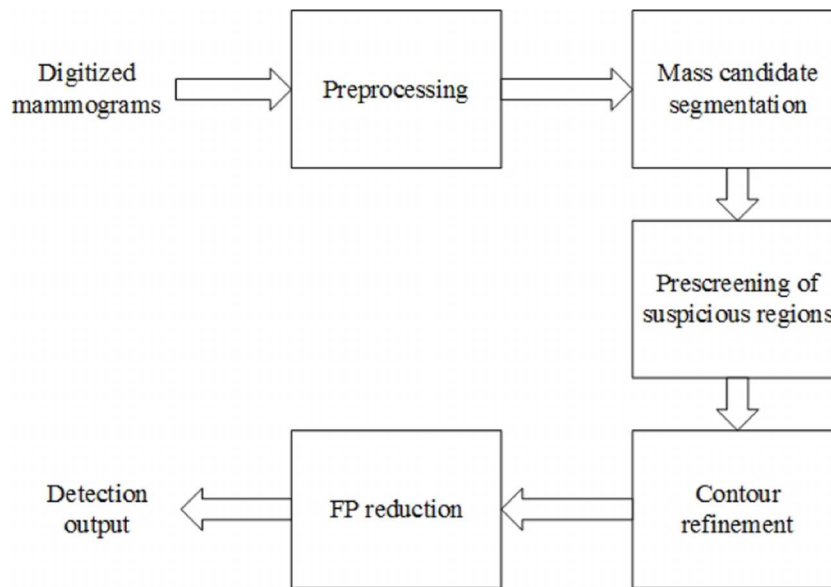 Digitized
mammograms
Preprocessing
Mass candidate
segmentation
Prescreening of
suspicious regions
Contour
refinement
FP reduction
Detection
output